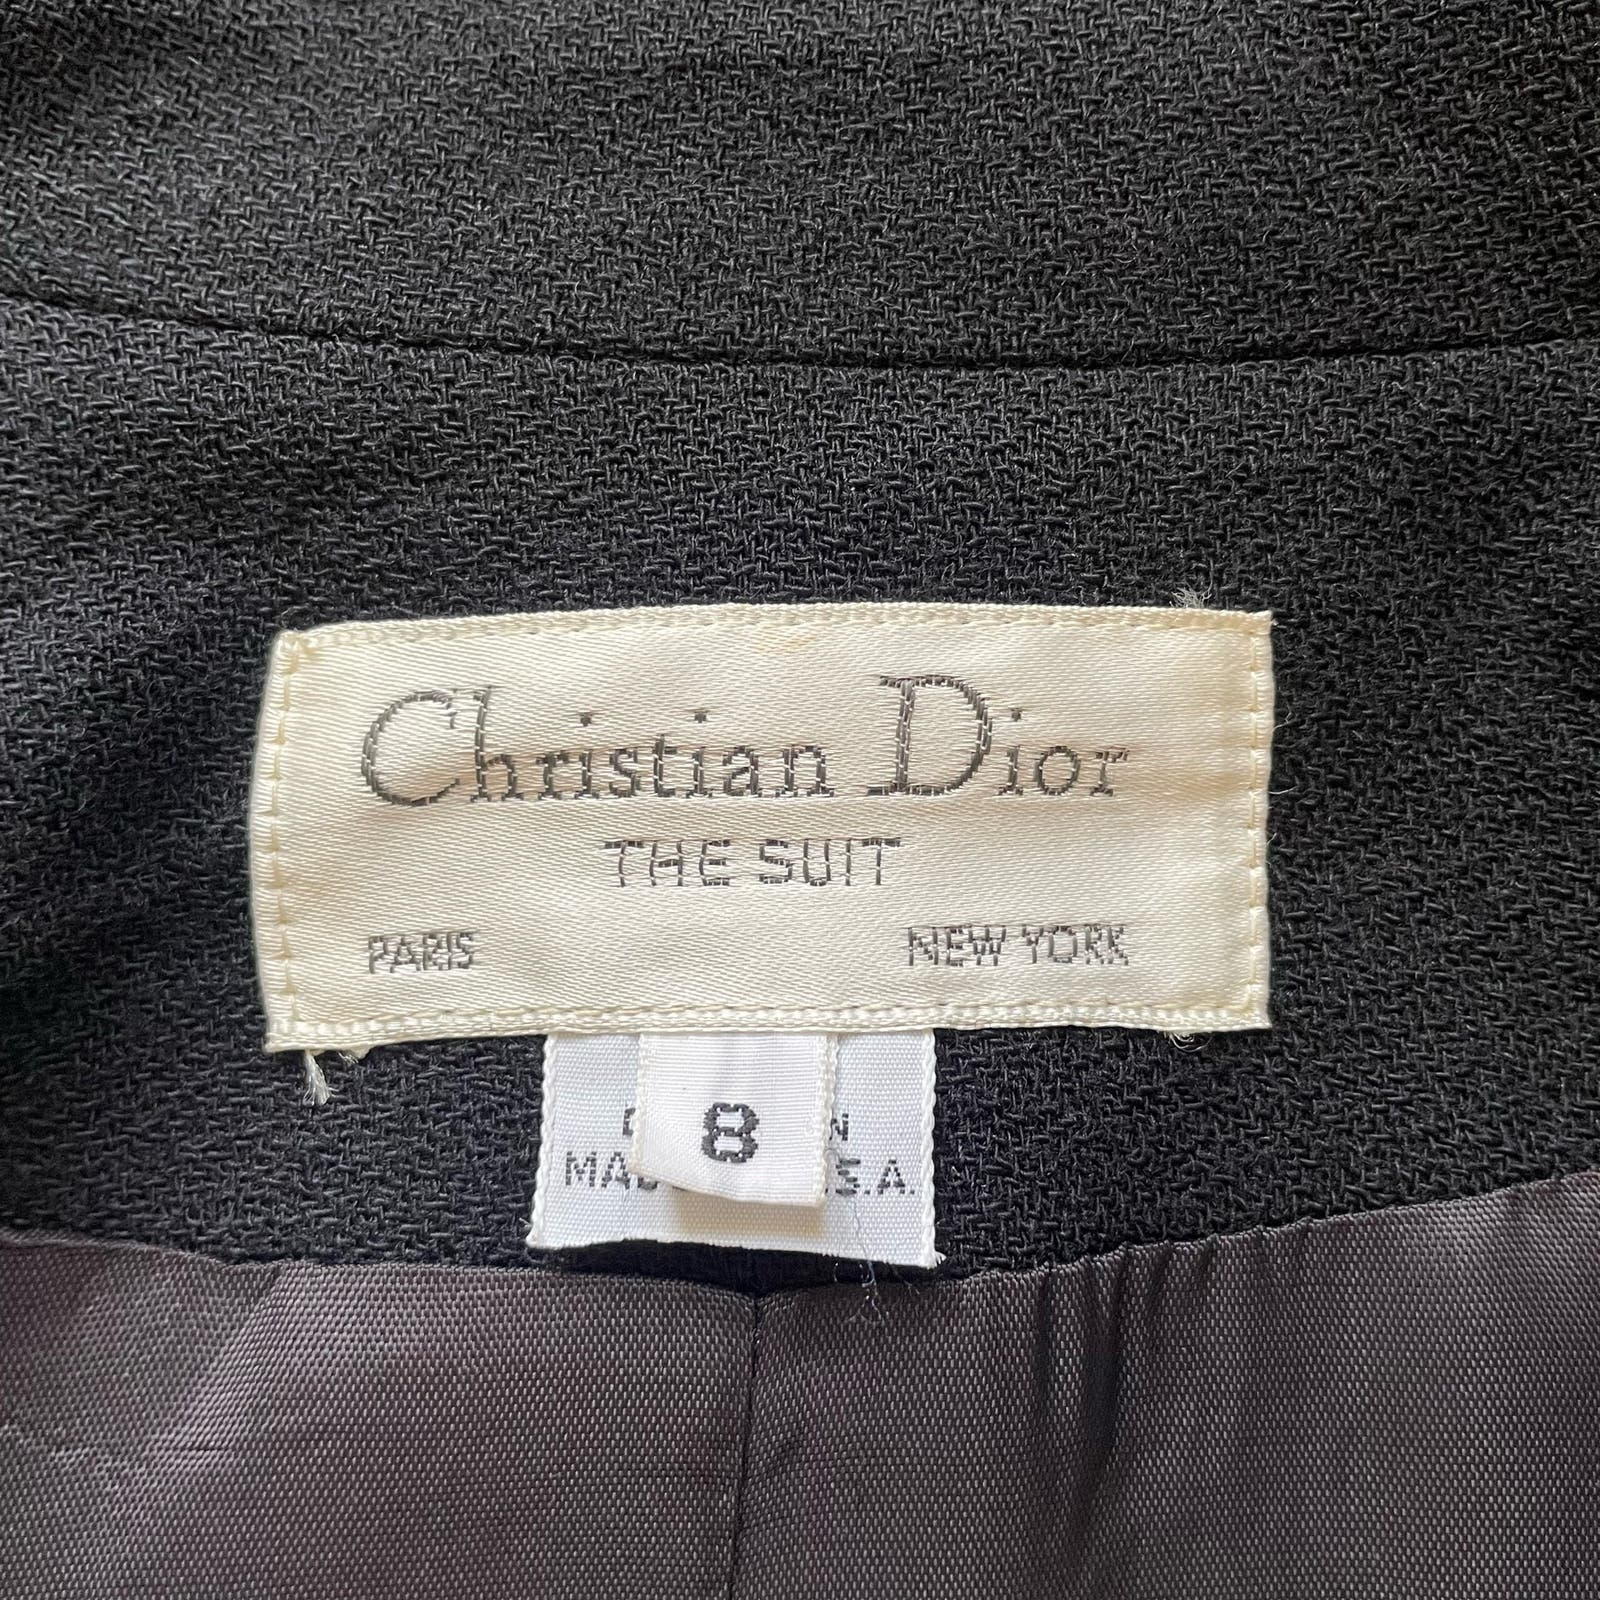 Christian Dior
THE SUIT
PARIS NEW YORK
8
S.A.